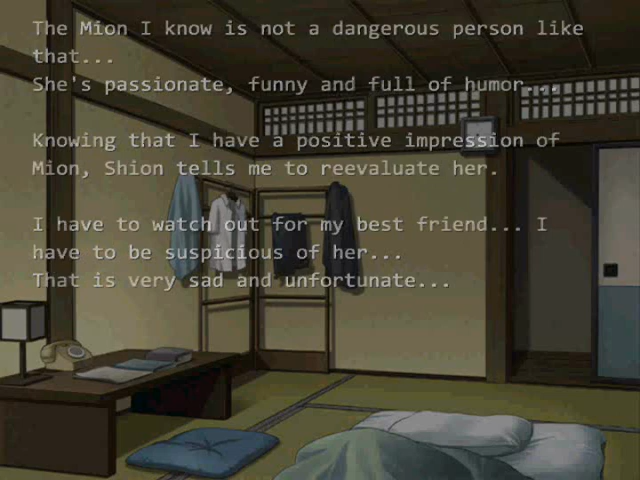 The Mion I know is not a dangerous person like
that...
She's passionate, funny and full of humor...
Knowing that I have a positive impression of
Mion, Shion tells me to reevaluate her.
I have to watch out for my best friend... I
have to be suspicious of her...
That is very sad and unfortunate...